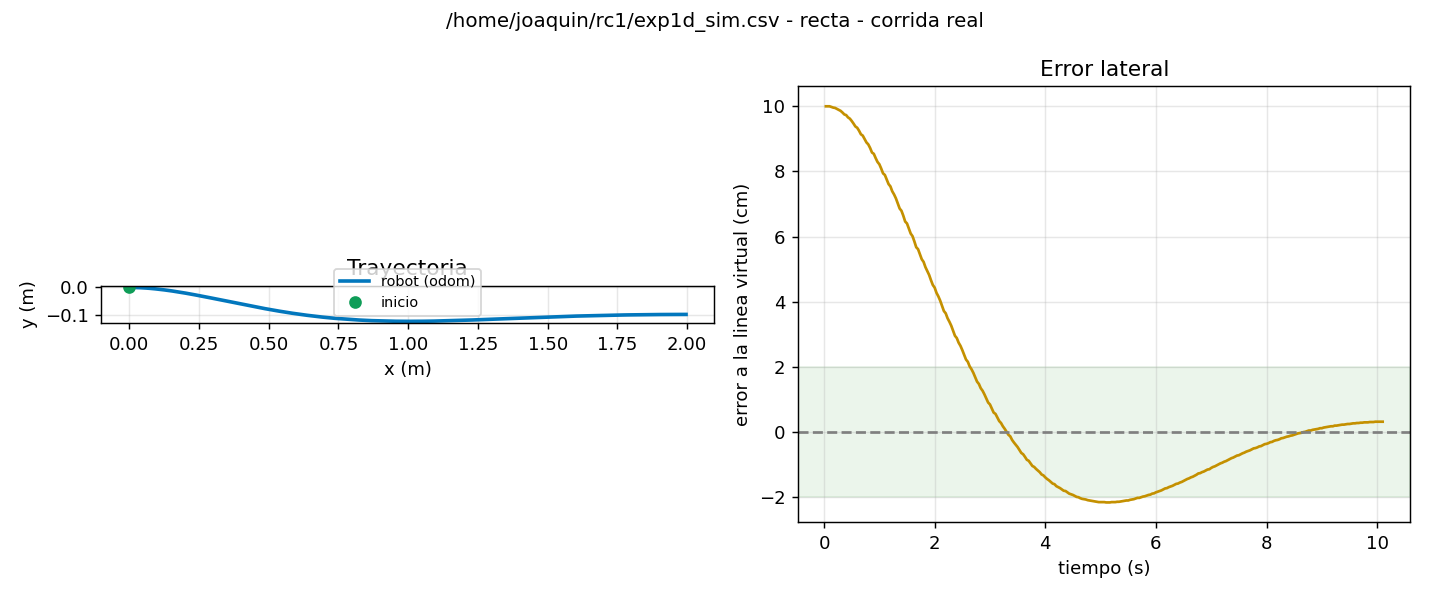 /home/joaquin/rc1/exp1d_sim.csv - recta - corrida real
Trayectoria
robot (odom)
inicio
y (m)
0.0
−0.1
0.00 0.25 0.50 0.75 1.00 1.25 1.50 1.75 2.00
x (m)
Error lateral
error a la linea virtual (cm)
10
8
6
4
2
0
−2
0 2 4 6 8 10
tiempo (s)